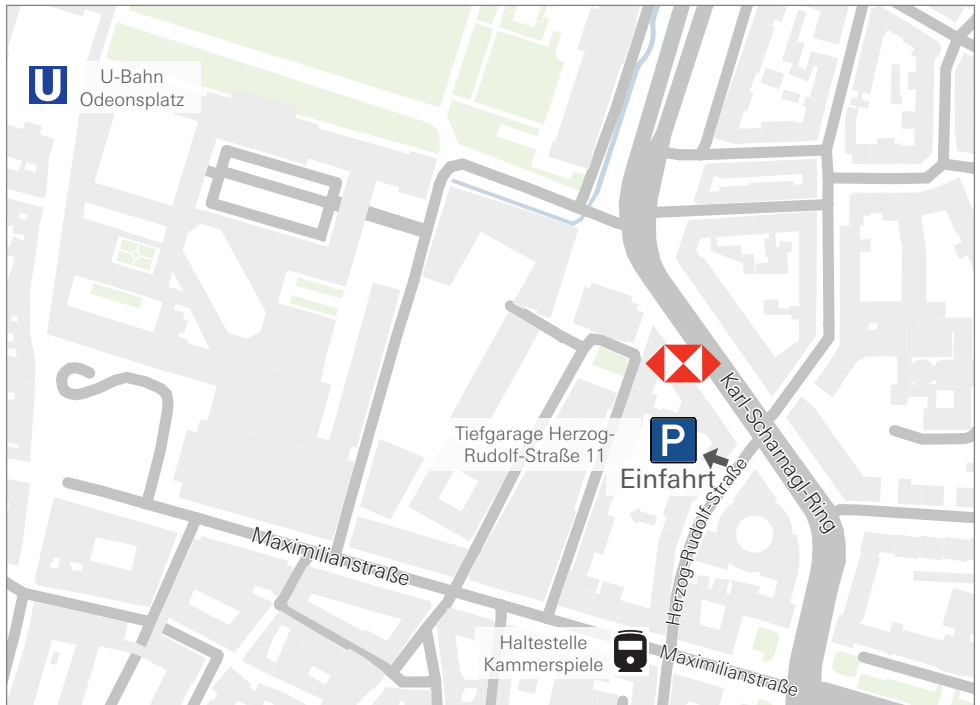 U
U-Bahn
Odeonsplatz
Karl-Scharnagl-Ring
Tiefgarage Herzog-
Rudolf-Straße 11
P
Einfahrt
Herzog-Rudolf-Straße
Maximilianstraße
Haltestelle
Kammerspiele
Maximilianstraße